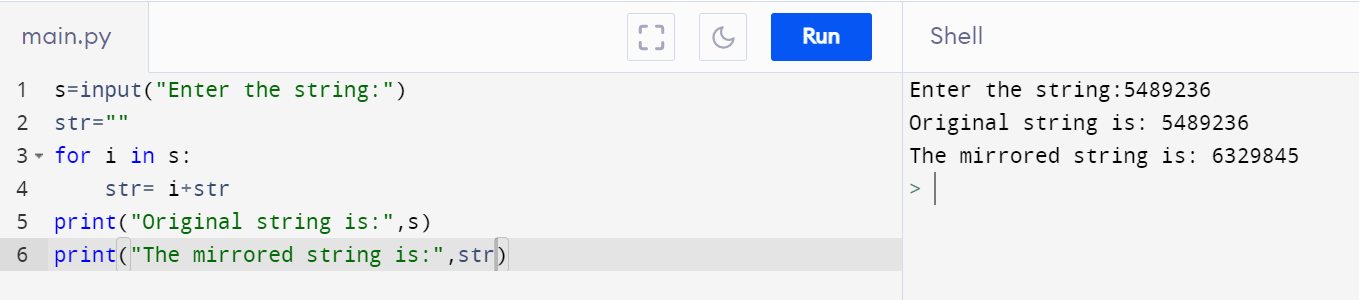 main.py
Run
Shell
1 s=input("Enter the string:")
2 str=""
3 for i in s:
4     str= i+str
5 print("Original string is:",s)
6 print("The mirrored string is:",str)
Enter the string:5489236
Original string is: 5489236
The mirrored string is: 6329845
>